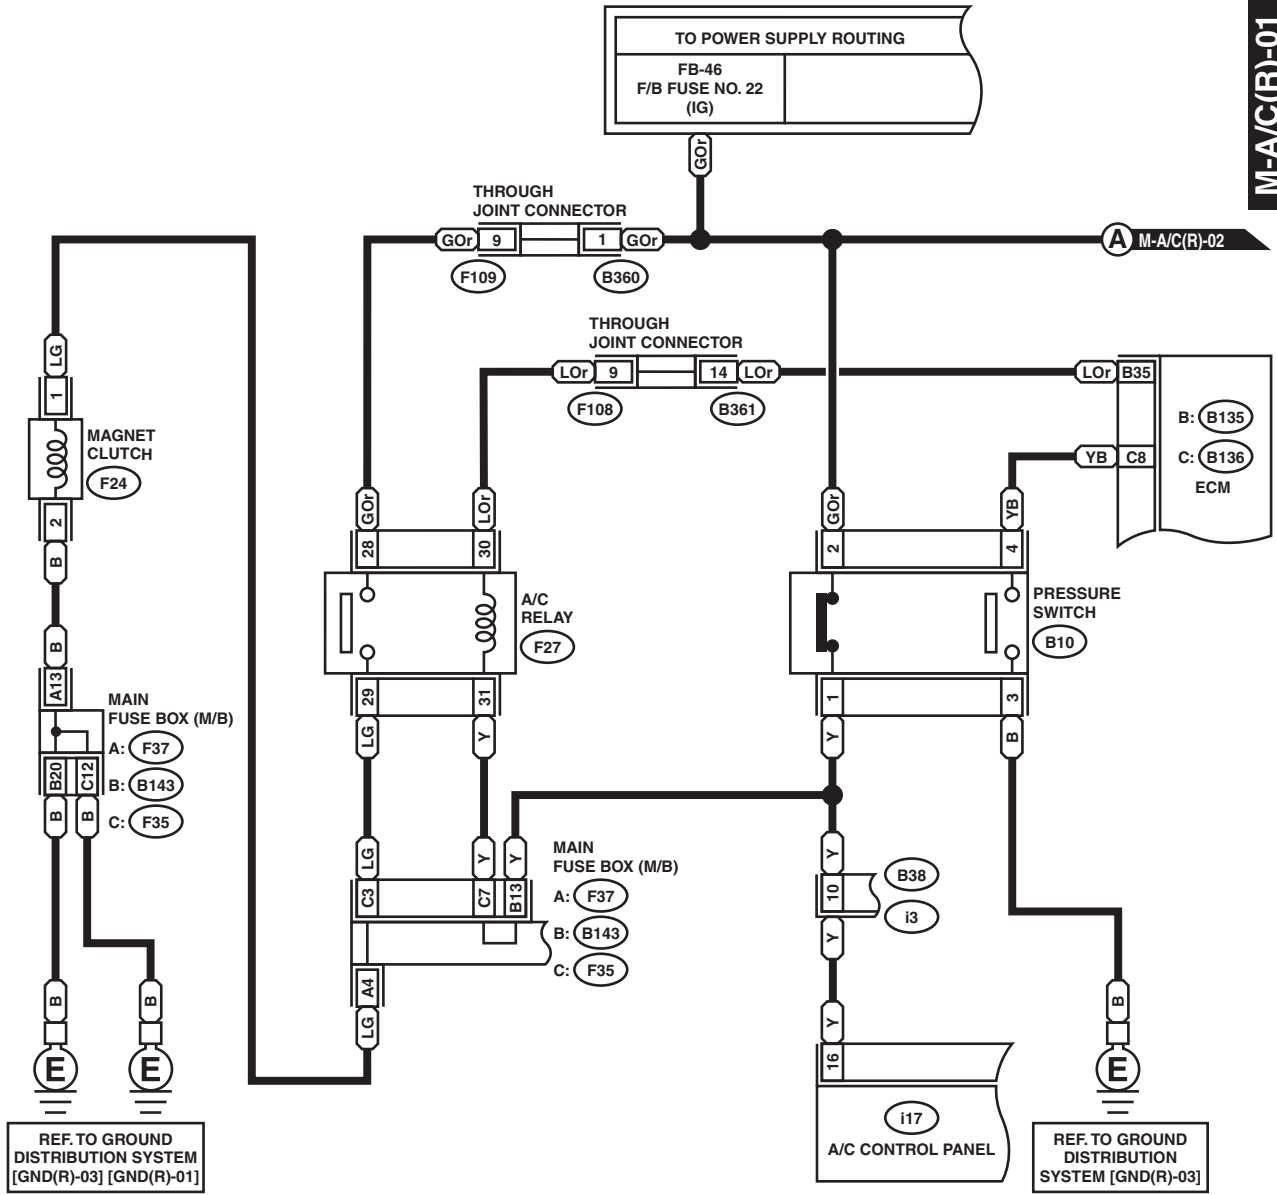 TO POWER SUPPLY ROUTING
FB-46
F/B FUSE NO. 22
(IG)
M-A/C(R)-01
GOr
THROUGH
JOINT CONNECTOR
GOr 9 1 GOr
F109 B360
A M-A/C(R)-02
THROUGH
JOINT CONNECTOR
LOr 9 14 LOr
F108 B361
LOr B35
YB C8
B: B135
C: B136
ECM
LG
1
MAGNET
CLUTCH
F24
2
B
B
A13
MAIN
FUSE BOX (M/B)
A: F37
B: B143
C: F35
B20 C12
B B
B B
E E
REF. TO GROUND
DISTRIBUTION SYSTEM
[GND(R)-03] [GND(R)-01]
GOr LOr
28 30
A/C
RELAY
F27
29 31
LG Y
LG Y Y
C3 C7 B13
MAIN
FUSE BOX (M/B)
A: F37
B: B143
C: F35
A4
LG
GOr YB
2 4
PRESSURE
SWITCH
B10
1 3
Y B
Y
10
B38
i3
Y
Y
16
i17
A/C CONTROL PANEL
B
E
REF. TO GROUND
DISTRIBUTION
SYSTEM [GND(R)-03]